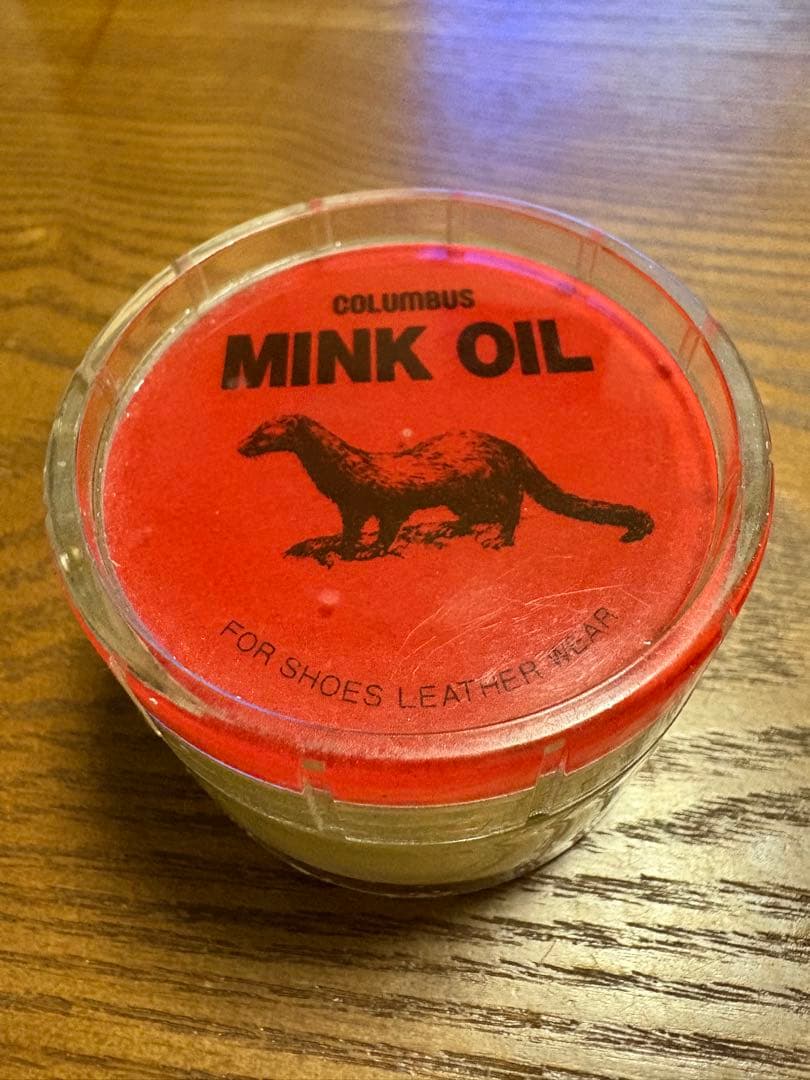 COLUMBUS
MINK OIL
FOR SHOES LEATHER WEAR